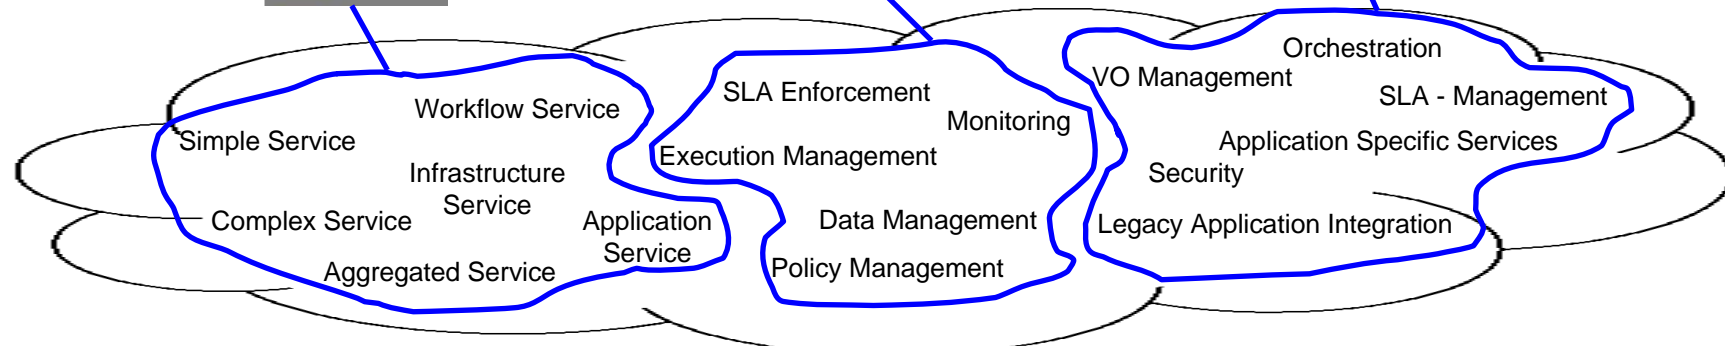 Workflow Service
Simple Service
Infrastructure
Service
Complex Service
Application
Service
Aggregated Service
SLA Enforcement
Monitoring
Execution Management
Data Management
Policy Management
Orchestration
VO Management
SLA - Management
Application Specific Services
Security
Legacy Application Integration